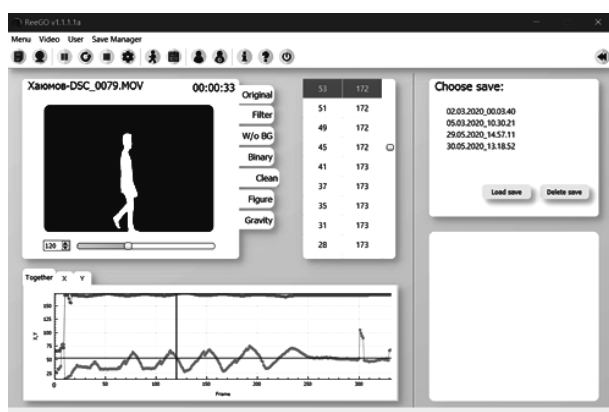 ReeGO v1.1.1.1a
Menu Video User Save Manager
Хаюмов-DSC_0079.MOV 00:00:33
Original
Filter
W/o BG
Binary
Clean
Figure
Gravity
120
53 172
51 172
49 172
45 172
41 173
37 173
35 173
31 173
28 173
Choose save:
02.03.2020_00.03.40
05.03.2020_10.30.21
29.05.2020_14.57.11
30.05.2020_13.18.52
Load save Delete save
Together X Y
150
125
100
75
50
25
X,Y
0 50 100 150 200 250 300
Frame